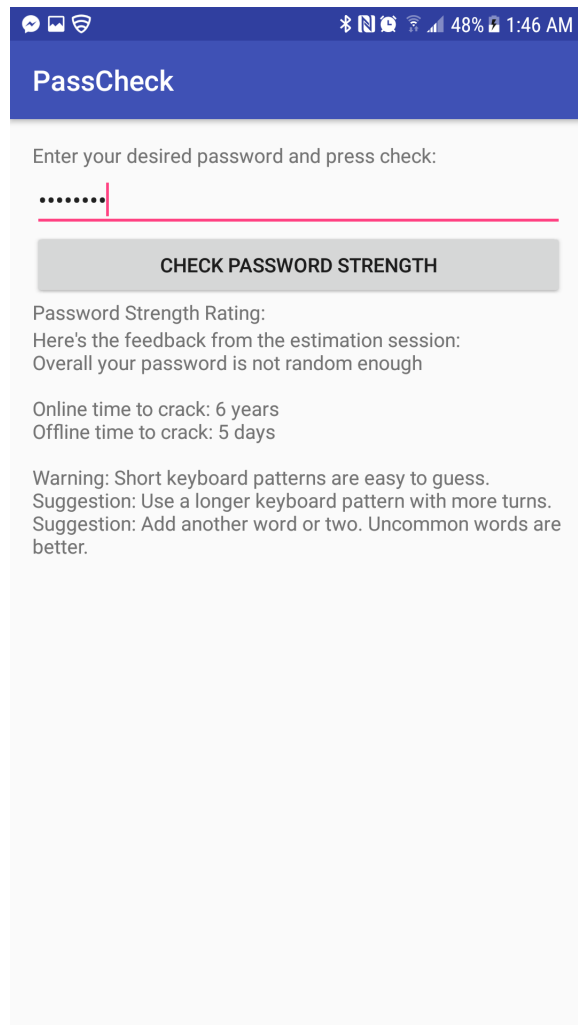 48% 1:46 AM
PassCheck
Enter your desired password and press check:
••••••••
CHECK PASSWORD STRENGTH
Password Strength Rating:
Here's the feedback from the estimation session:
Overall your password is not random enough
Online time to crack: 6 years
Offline time to crack: 5 days
Warning: Short keyboard patterns are easy to guess.
Suggestion: Use a longer keyboard pattern with more turns.
Suggestion: Add another word or two. Uncommon words are
better.